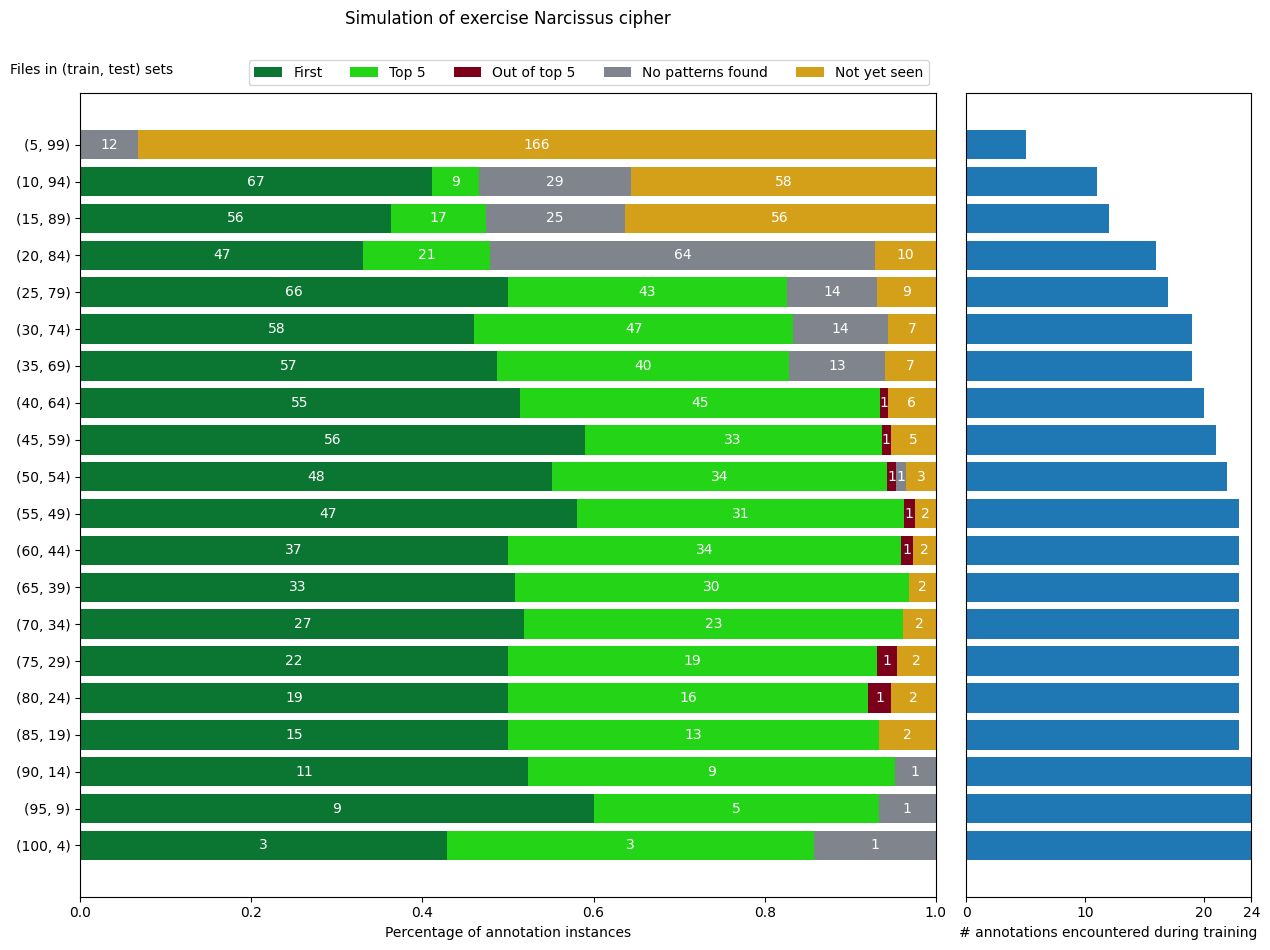 Simulation of exercise Narcissus cipher
Files in (train, test) sets
First Top 5 Out of top 5 No patterns found Not yet seen
(5, 99) 12 166
(10, 94) 67 9 29 58
(15, 89) 56 17 25 56
(20, 84) 47 21 64 10
(25, 79) 66 43 14 9
(30, 74) 58 47 14 7
(35, 69) 57 40 13 7
(40, 64) 55 45 1 6
(45, 59) 56 33 1 5
(50, 54) 48 34 1 1 3
(55, 49) 47 31 1 2
(60, 44) 37 34 1 2
(65, 39) 33 30 2
(70, 34) 27 23 2
(75, 29) 22 19 1 2
(80, 24) 19 16 1 2
(85, 19) 15 13 2
(90, 14) 11 9 1
(95, 9) 9 5 1
(100, 4) 3 3 1
0.0 0.2 0.4 0.6 0.8 1.0 0 10 20 24
Percentage of annotation instances # annotations encountered during training